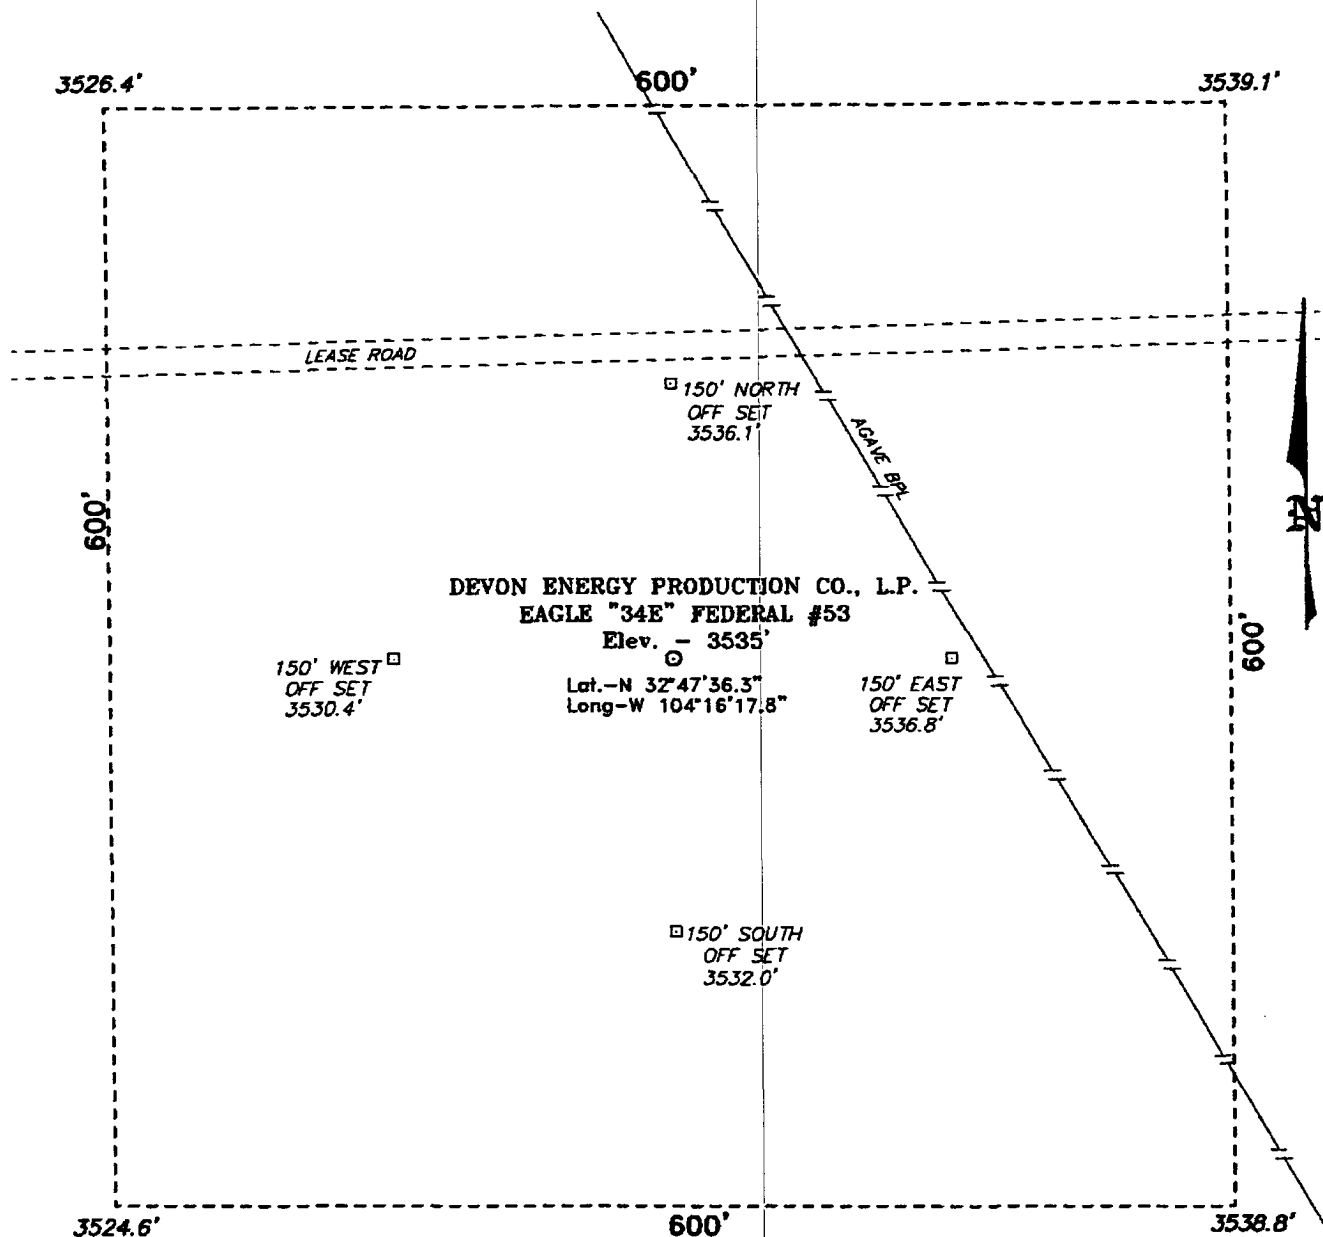 3526.4'
600'
3539.1'
LEASE ROAD
150' NORTH
OFF SET
3536.1'
AGAVE BPL
600'
DEVON ENERGY PRODUCTION CO., L.P.
EAGLE "34E" FEDERAL #53
Elev. - 3535'
Lat.-N 32°47'36.3"
Long-W 104°16'17.8"
150' WEST
OFF SET
3530.4'
150' EAST
OFF SET
3536.8'
600'
150' SOUTH
OFF SET
3532.0'
3524.6'
600'
3538.8'
N